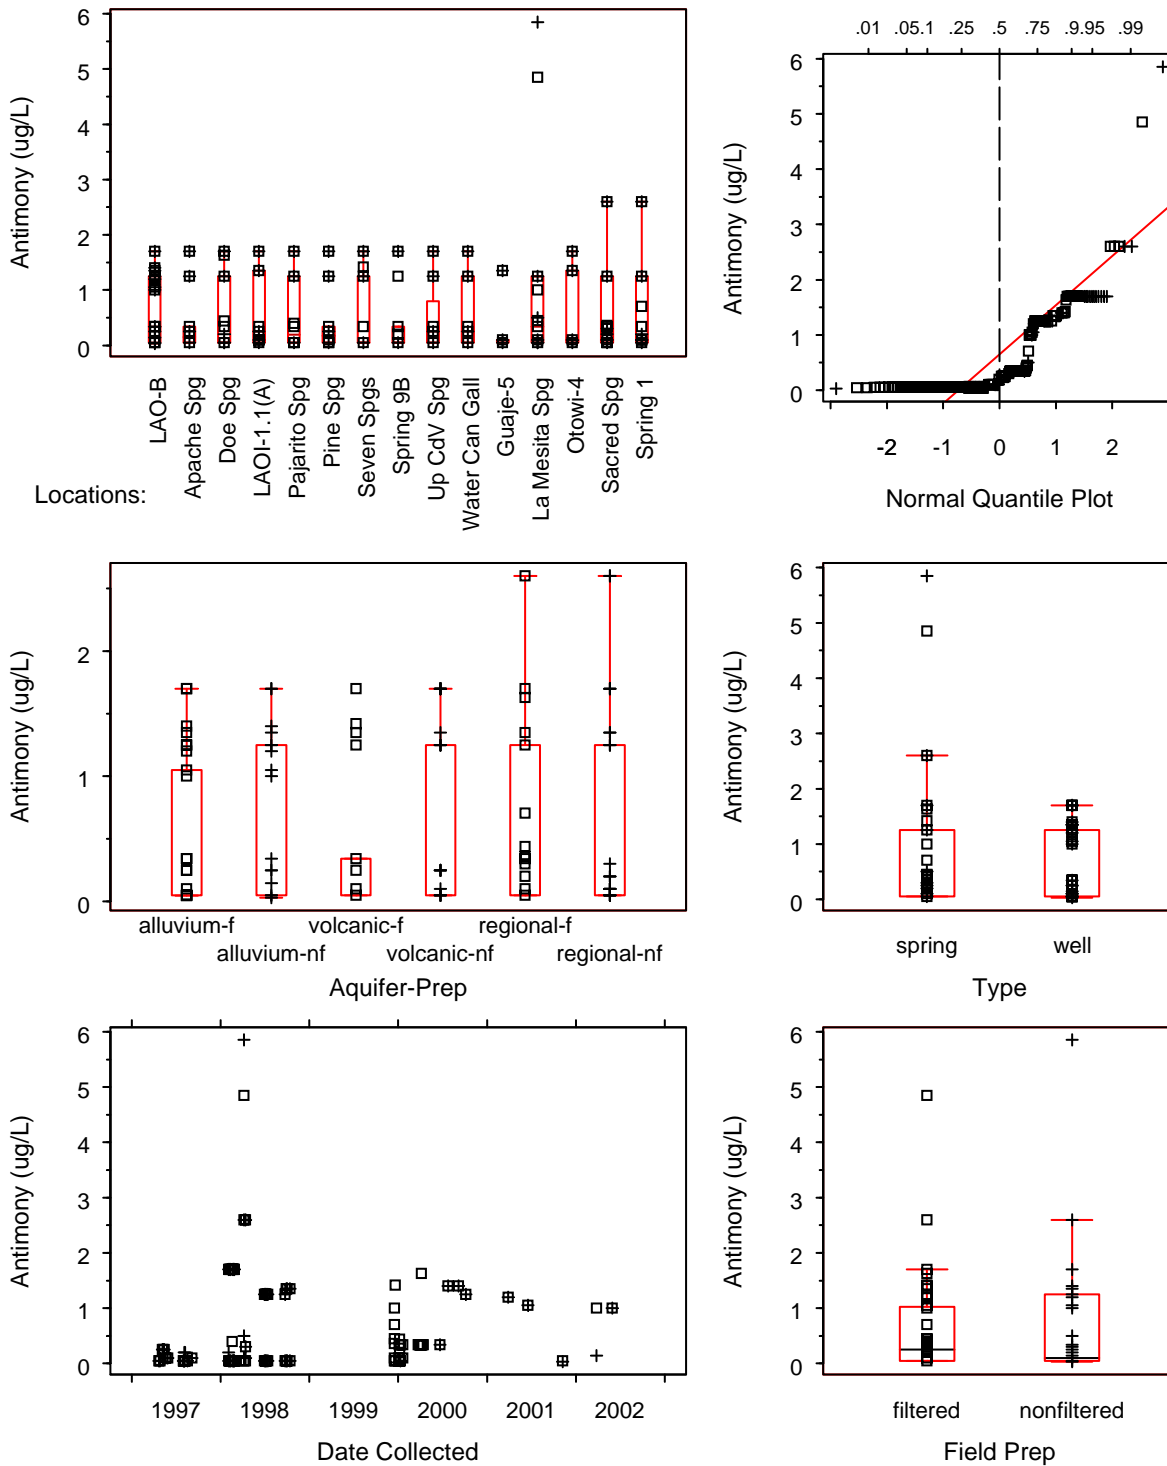 Antimony (ug/L)
6
5
4
3
2
1
0
LAO-B
Apache Spg
Doe Spg
LAOI-1.1(A)
Pajarito Spg
Pine Spg
Seven Spgs
Spring 9B
Up CdV Spg
Water Can Gall
Guaje-5
La Mesita Spg
Otowi-4
Sacred Spg
Spring 1
Locations:
.01 .05 .1 .25 .5 .75 .9 .95 .99
Antimony (ug/L)
6
5
4
3
2
1
0
-2 -1 0 1 2
Normal Quantile Plot
Antimony (ug/L)
2
1
0
alluvium-f volcanic-f regional-f
alluvium-nf volcanic-nf regional-nf
Aquifer-Prep
Antimony (ug/L)
6
5
4
3
2
1
0
spring well
Type
Antimony (ug/L)
6
5
4
3
2
1
0
1997 1998 1999 2000 2001 2002
Date Collected
Antimony (ug/L)
6
5
4
3
2
1
0
filtered nonfiltered
Field Prep